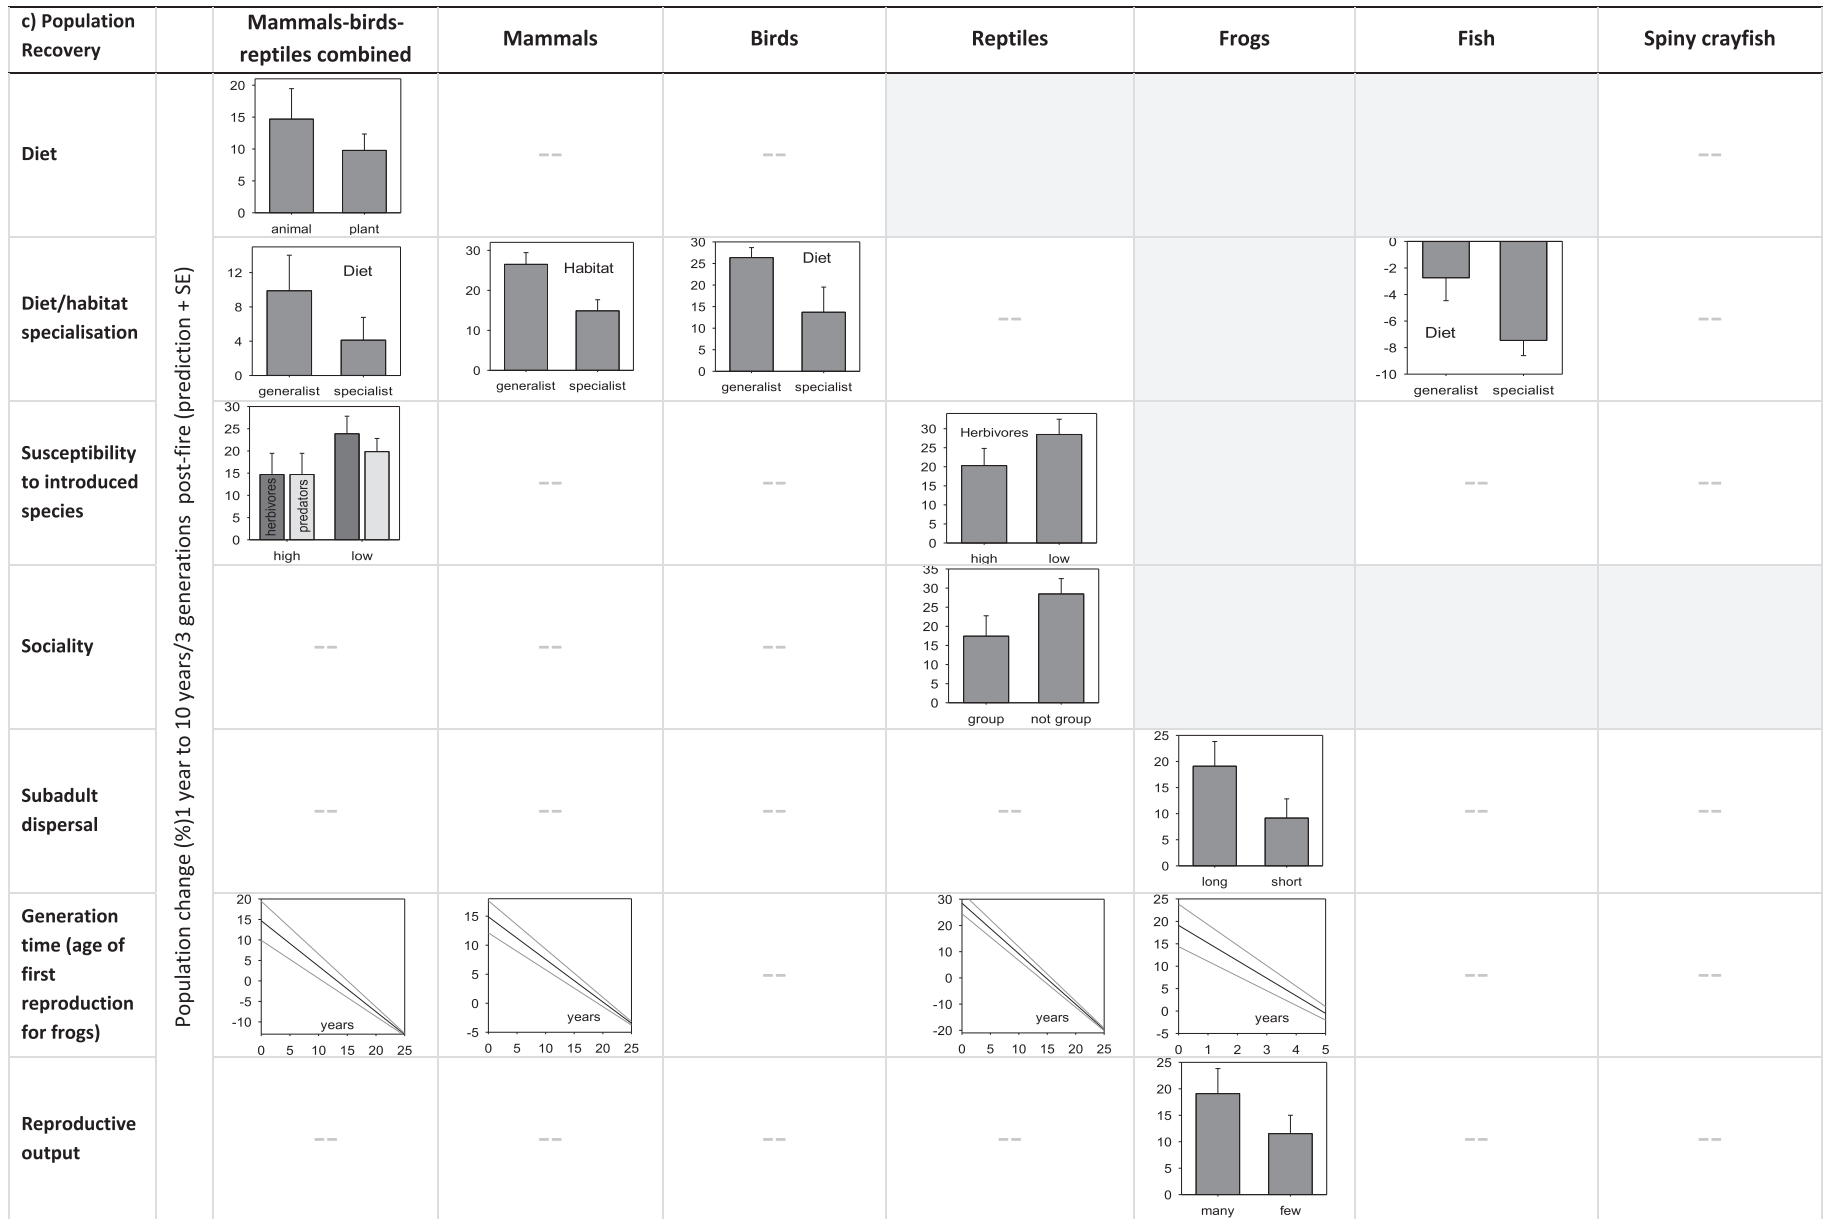 c) Population
Recovery
Mammals-birds-
reptiles combined
Mammals
Birds
Reptiles
Frogs
Fish
Spiny crayfish
Population change (%)1 year to 10 years/3 generations post-fire (prediction + SE)
Diet
20
15
10
5
0
animal
plant
--
--
--
Diet/habitat
specialisation
Diet
12
8
4
0
generalist
specialist
Habitat
30
20
10
0
generalist
specialist
Diet
30
25
20
15
10
5
0
generalist
specialist
--
0
-2
-4
-6
-8
-10
Diet
generalist
specialist
--
Susceptibility
to introduced
species
30
25
20
15
10
5
0
herbivores
predators
high
low
--
--
Herbivores
30
25
20
15
10
5
0
high
low
--
--
Sociality
--
--
--
35
30
25
20
15
10
5
0
group
not group
Subadult
dispersal
--
--
--
--
25
20
15
10
5
0
long
short
--
--
Generation
time (age of
first
reproduction
for frogs)
20
15
10
5
0
-5
-10
years
0 5 10 15 20 25
15
10
5
0
-5
years
0 5 10 15 20 25
--
30
20
10
0
-10
-20
years
0 5 10 15 20 25
25
20
15
10
5
0
-5
years
0 1 2 3 4 5
--
--
Reproductive
output
--
--
--
--
25
20
15
10
5
0
many
few
--
--